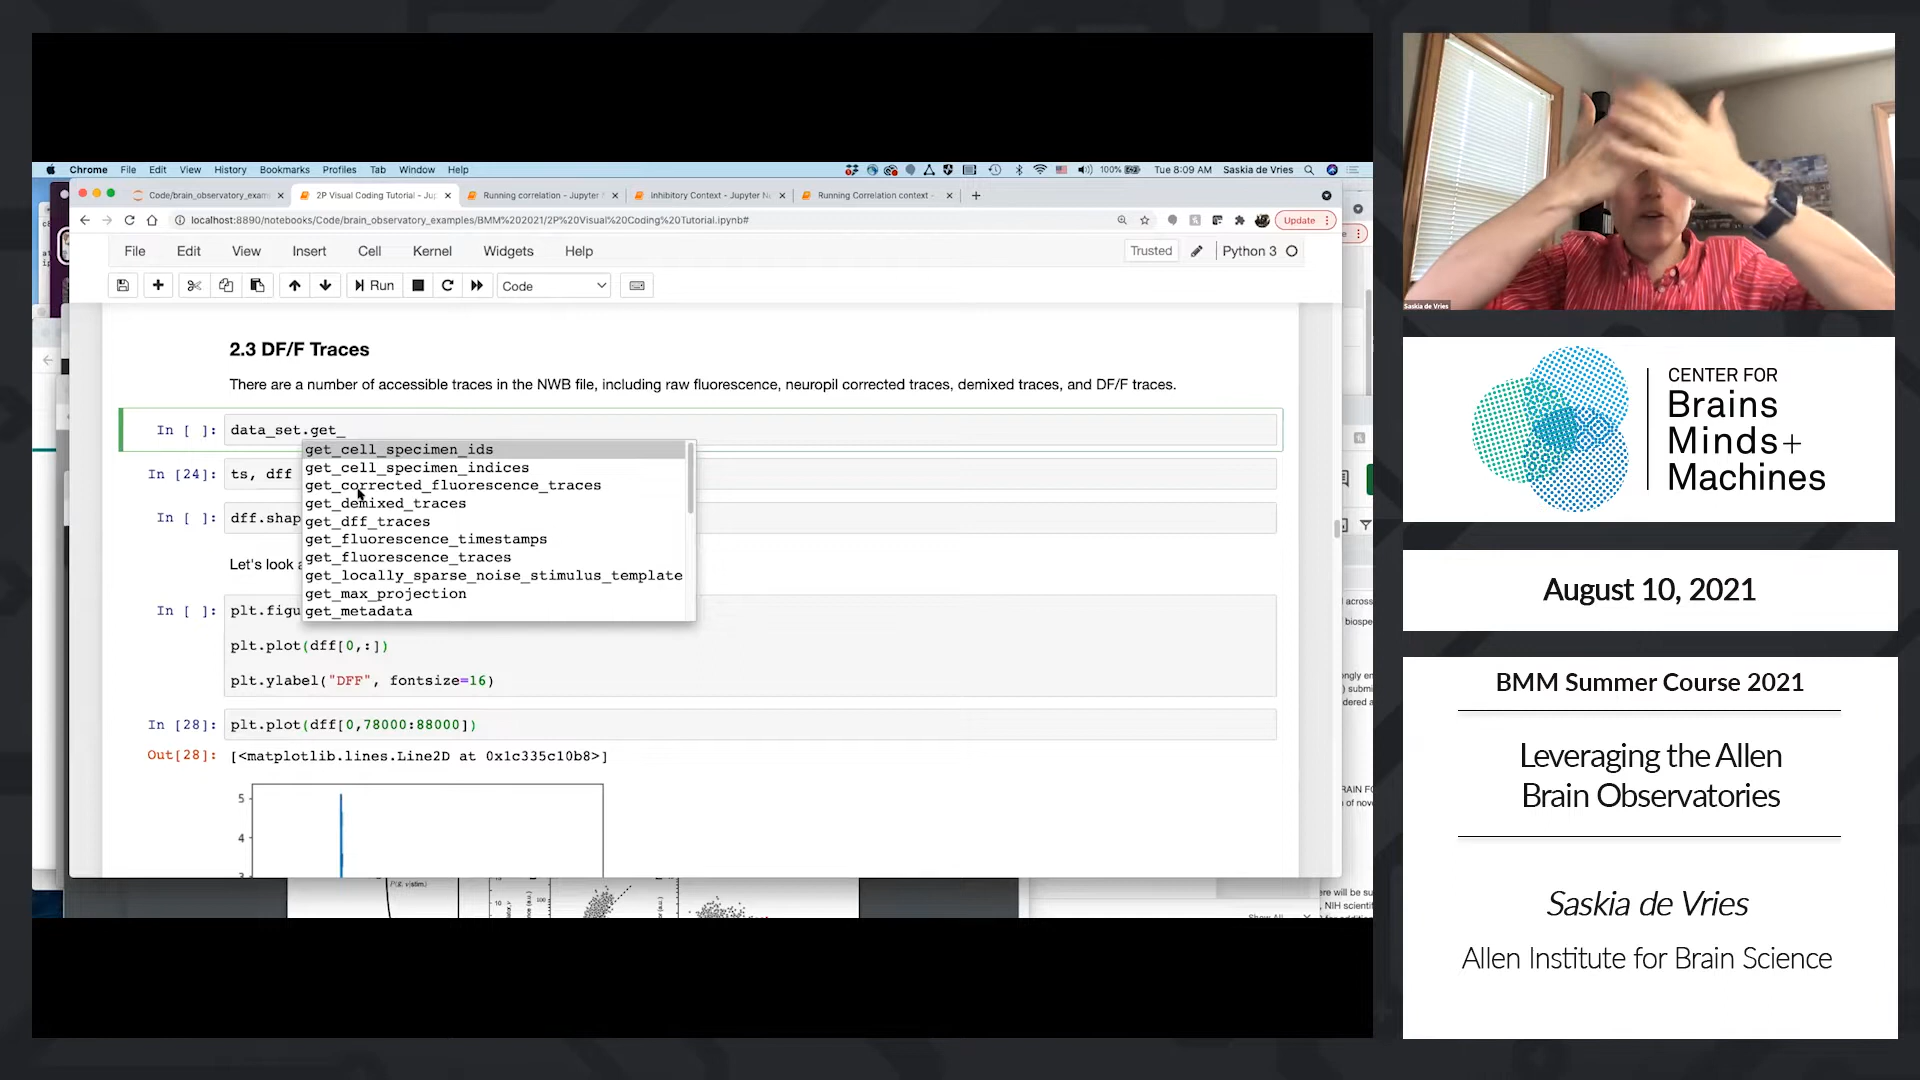 Chrome File Edit View History Bookmarks Profiles Tab Window Help 100% Tue 8:09 AM Saskia de Vries
Code/brain_observatory_exam 2P Visual Coding Tutorial - Ju Running correlation - Jupyter Inhibitory Context - Jupyter N Running Correlation context -
localhost:8890/notebooks/Code/brain_observatory_examples/BMM%202021/2P%20Visual%20Coding%20Tutorial.ipynb# Update
File Edit View Insert Cell Kernel Widgets Help Trusted Python 3
Run Code
2.3 DF/F Traces
There are a number of accessible traces in the NWB file, including raw fluorescence, neuropil corrected traces, demixed traces, and DF/F traces.
In [ ]: data_set.get_
get_cell_specimen_ids
get_cell_specimen_indices
In [24]: ts, dff
get_corrected_fluorescence_traces
get_demixed_traces
In [ ]: dff.shap
get_dff_traces
get_fluorescence_timestamps
get_fluorescence_traces
Let's look a
get_locally_sparse_noise_stimulus_template
get_max_projection
In [ ]: plt.figu
get_metadata
plt.plot(dff[0,:])
plt.ylabel("DFF", fontsize=16)
In [28]: plt.plot(dff[0,78000:88000])
Out[28]: [<matplotlib.lines.Line2D at 0x1c335c10b8>]
5
4
3
Saskia de Vries
CENTER FOR
Brains
Minds+
Machines
August 10, 2021
BMM Summer Course 2021
Leveraging the Allen
Brain Observatories
Saskia de Vries
Allen Institute for Brain Science